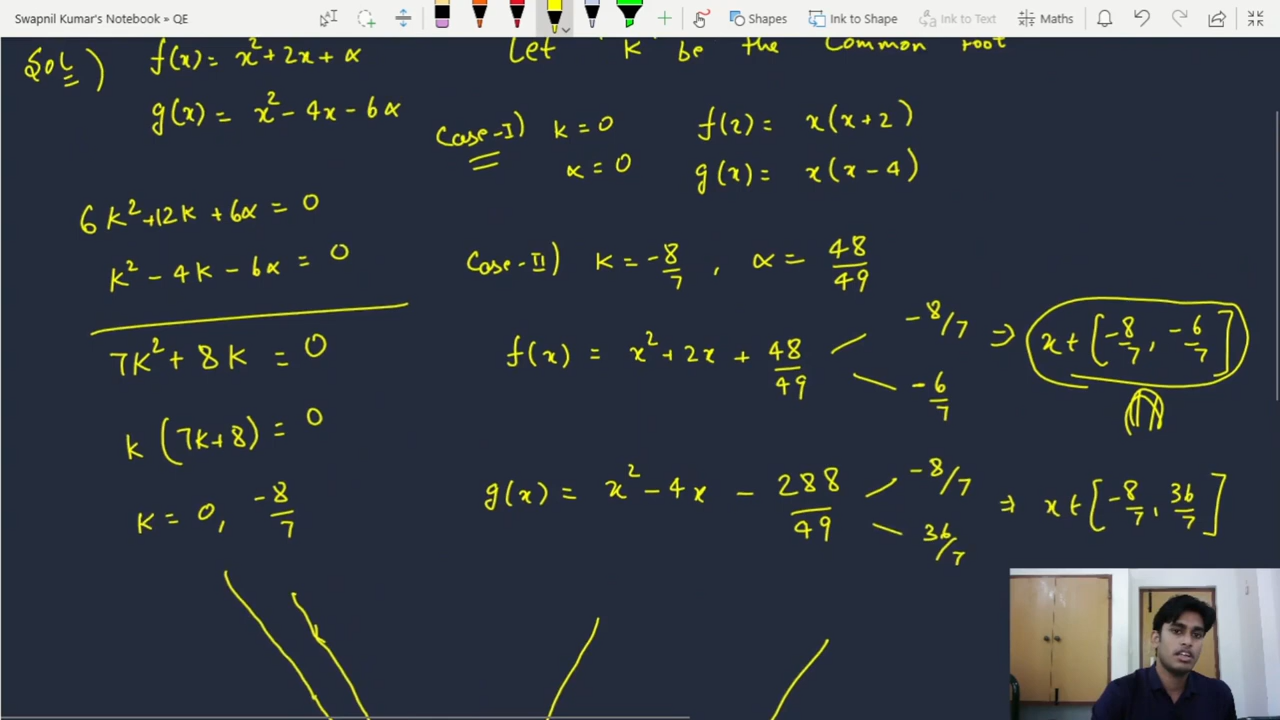 Swapnil Kumar's Notebook » QE
Shapes
Ink to Shape
Ink to Text
Maths
Sol)
f(x) = x² + 2x + α
g(x) = x² - 4x - 6α
Let 'K' be the Common root
Case-I) k = 0
α = 0
f(2) = x(x+2)
g(x) = x(x-4)
6k² + 12k + 6α = 0
k² - 4k - 6α = 0
7k² + 8k = 0
k(7k+8) = 0
k = 0, -8/7
Case-II) k = -8/7, α = 48/49
f(x) = x² + 2x + 48/49
-8/7
-6/7
⇒ x ∈ [-8/7, -6/7]
g(x) = x² - 4x - 288/49
-8/7
36/7
⇒ x ∈ [-8/7, 36/7]